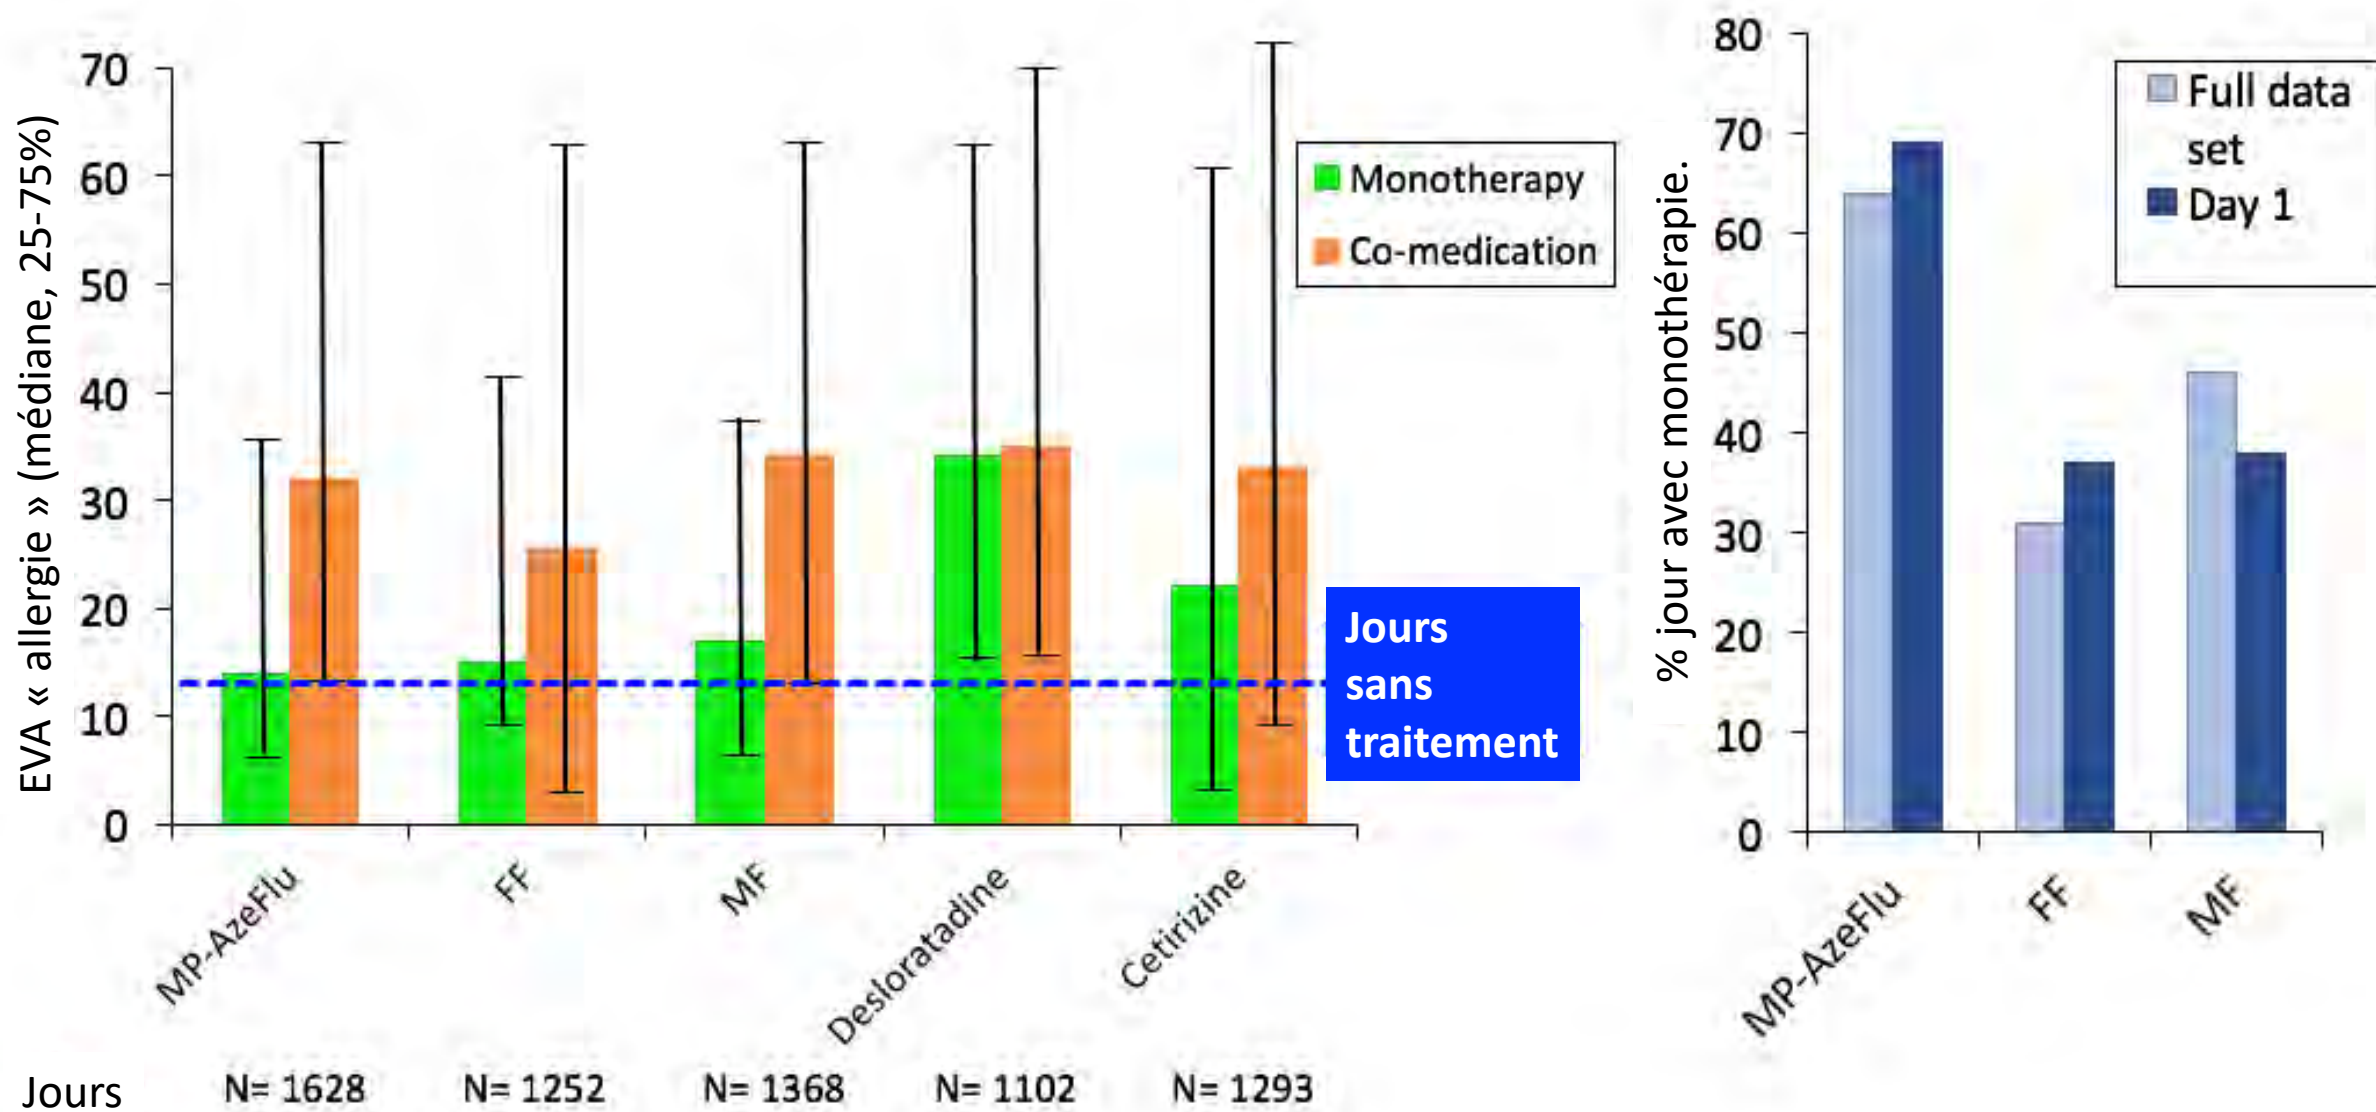 EVA « allergie » (médiane, 25-75%)
70
60
50
40
30
20
10
0
Monotherapy
Co-medication
Jours
sans
traitement
MP-AzeFlu
FF
MF
Desloratadine
Cetirizine
Jours
N= 1628
N= 1252
N= 1368
N= 1102
N= 1293
% jour avec monothérapie.
80
70
60
50
40
30
20
10
0
Full data
set
Day 1
MP-AzeFlu
FF
MF